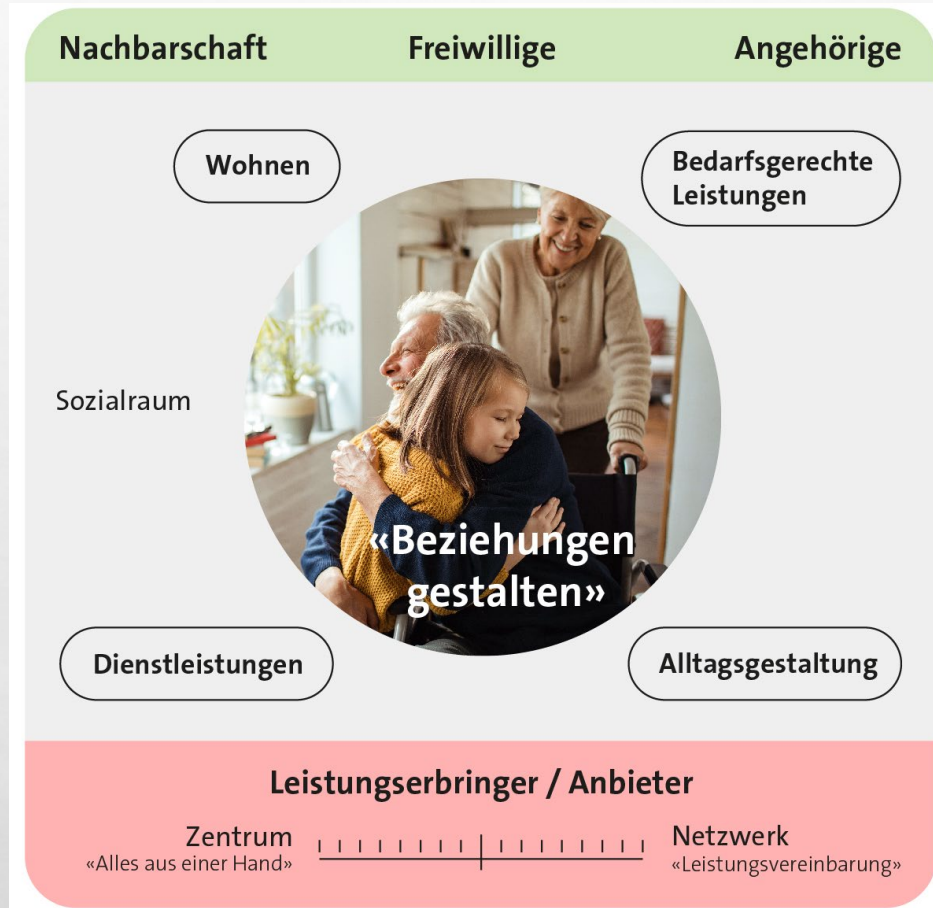 Nachbarschaft Freiwillige Angehörige
Wohnen
Bedarfsgerechte
Leistungen
Sozialraum
«Beziehungen
gestalten»
Dienstleistungen
Alltagsgestaltung
Leistungserbringer / Anbieter
Zentrum
«Alles aus einer Hand»
Netzwerk
«Leistungsvereinbarung»